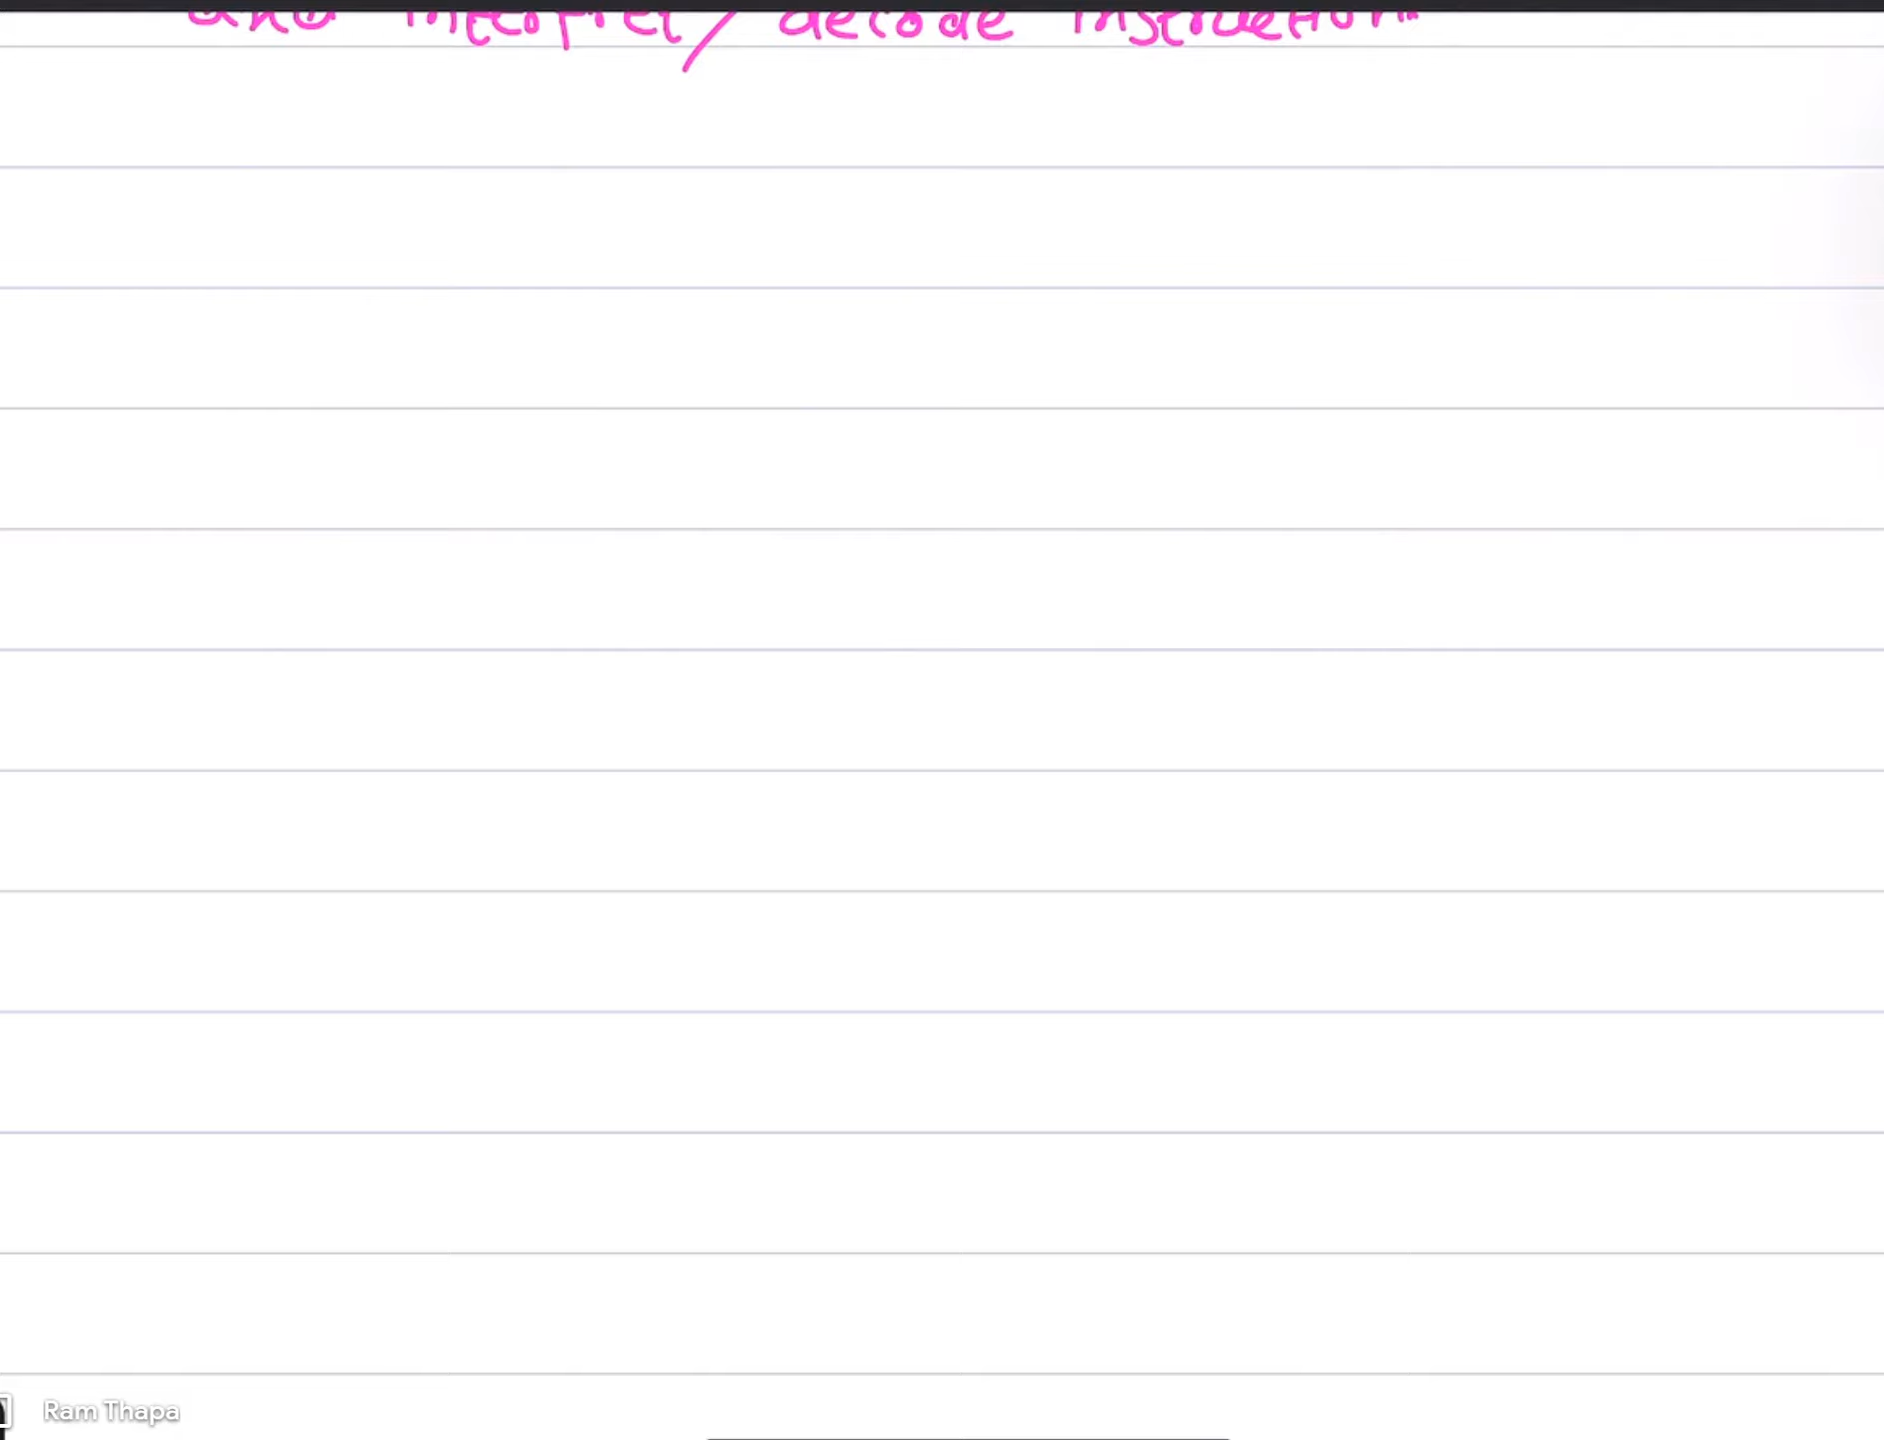 and interpret/ decode instruction.
Ram Thapa